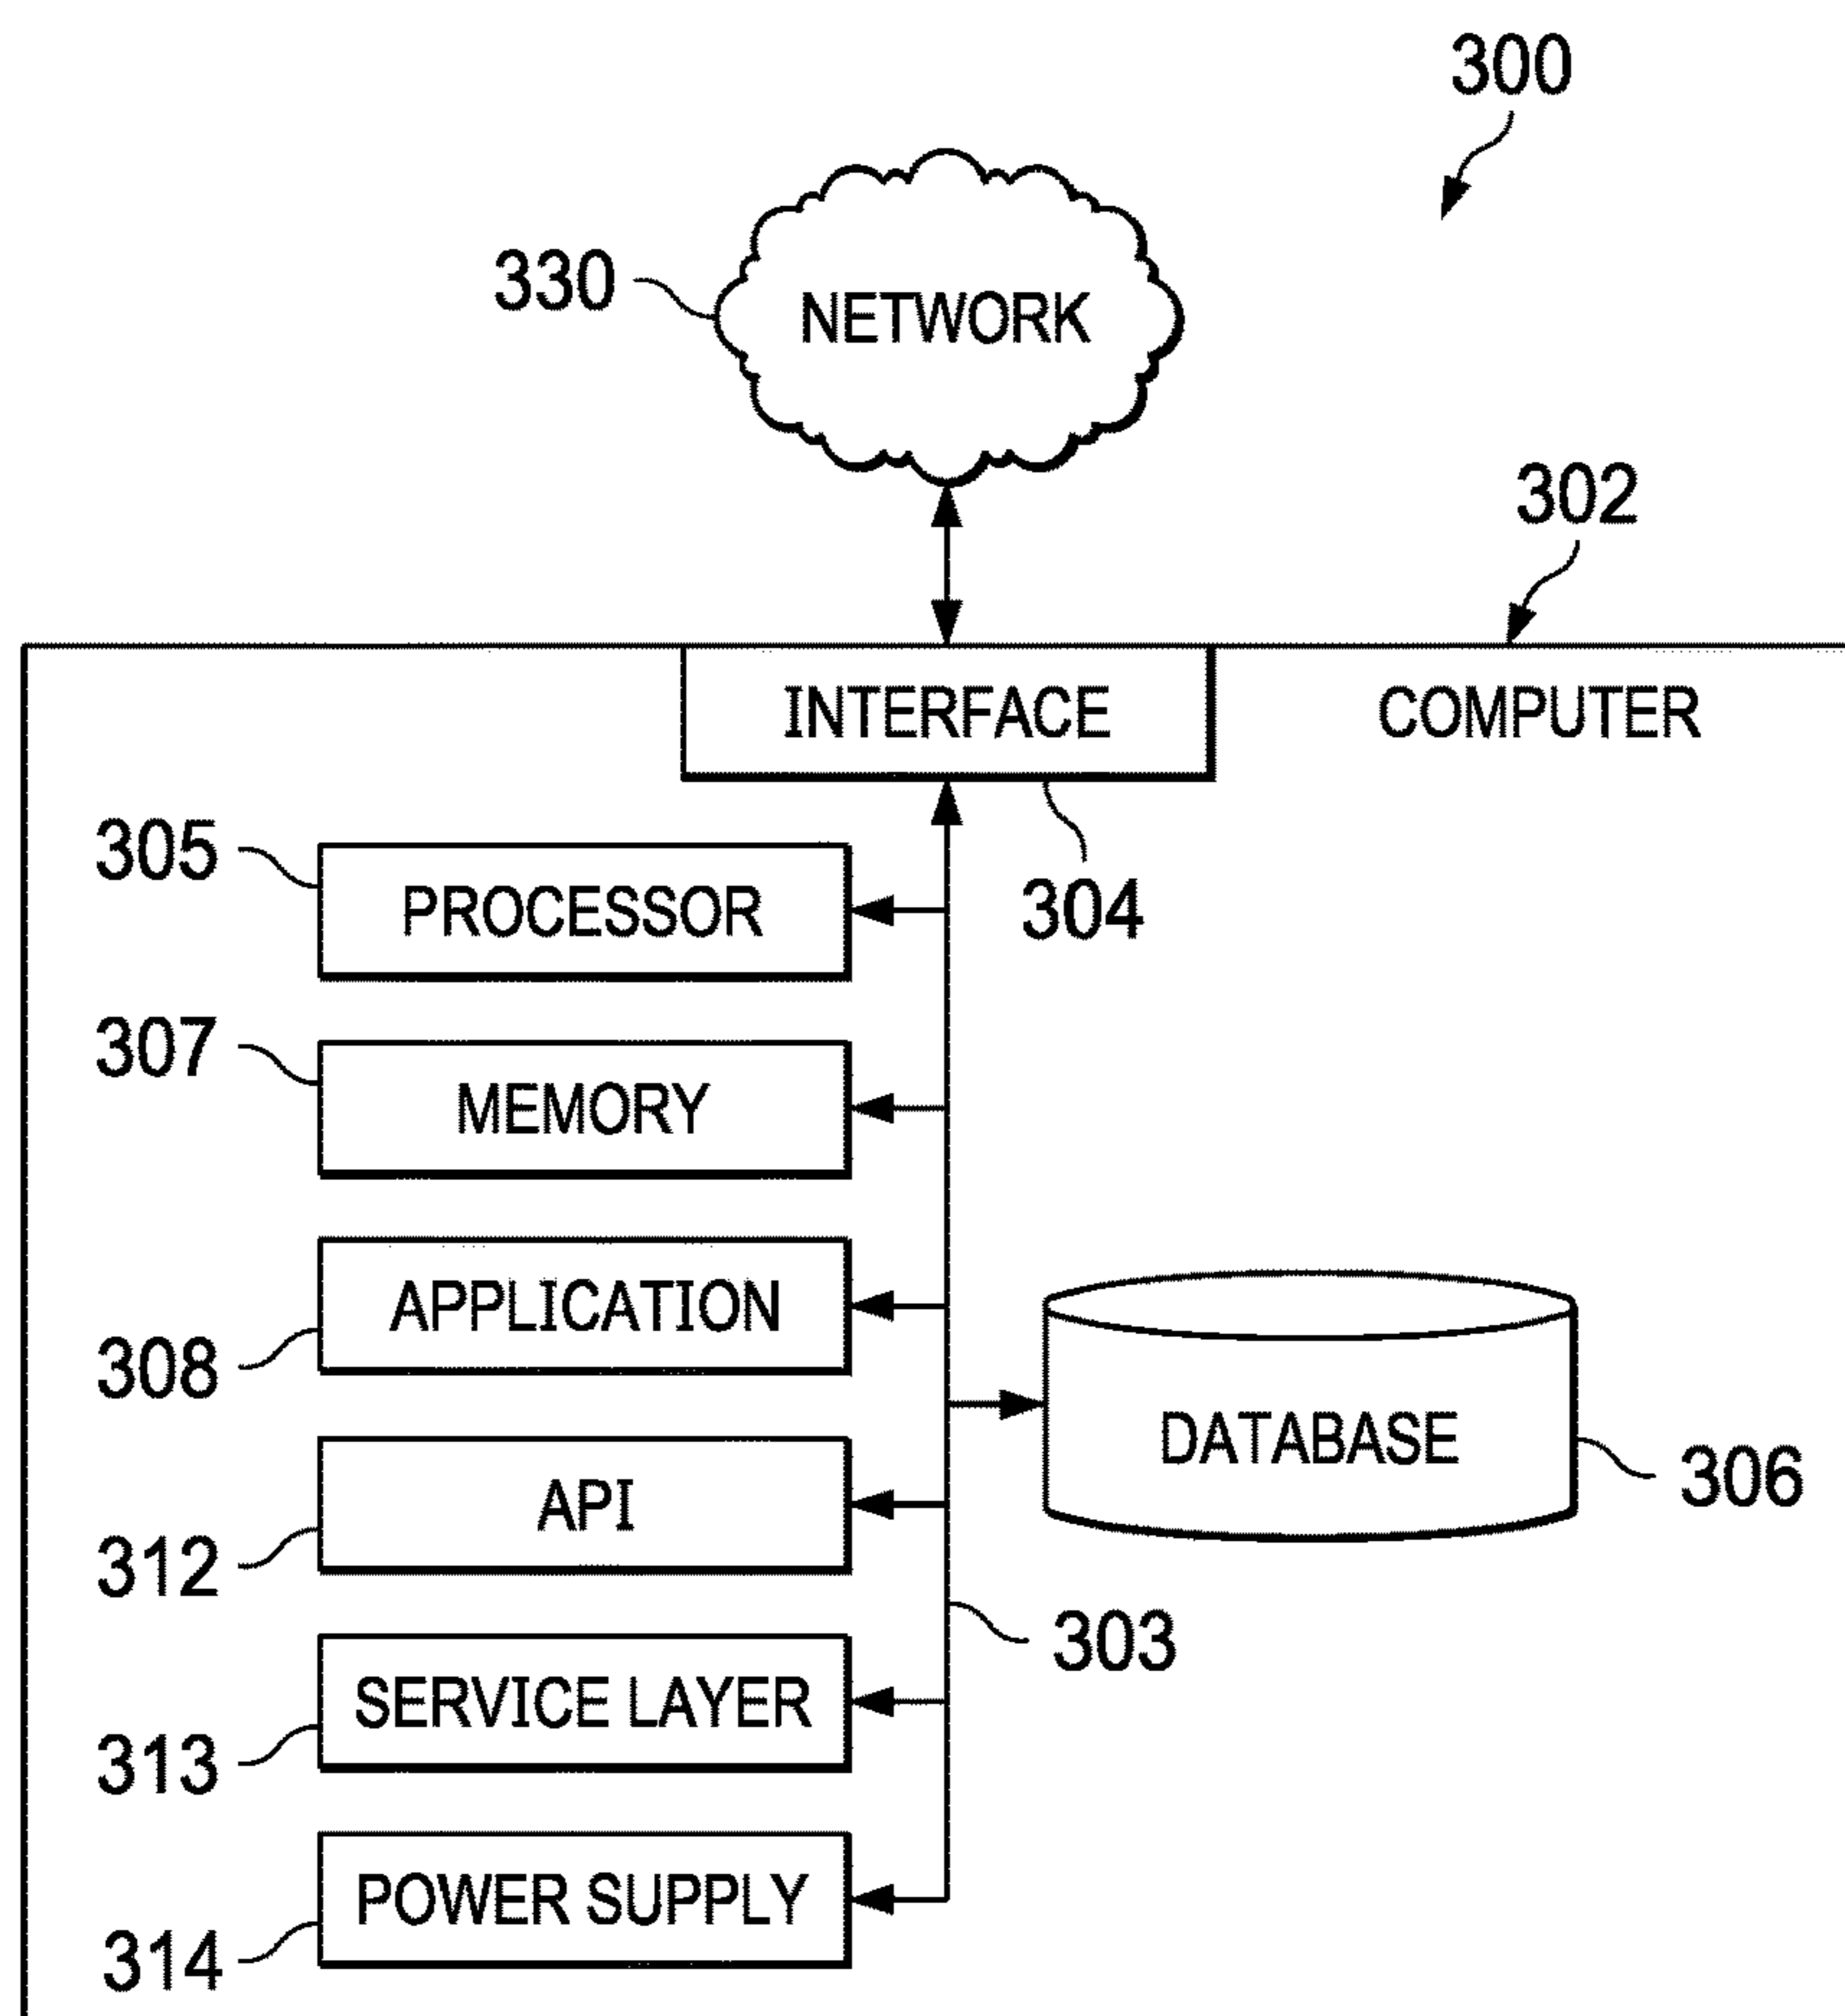 300
330
NETWORK
302
INTERFACE
COMPUTER
305
PROCESSOR
304
307
MEMORY
APPLICATION
308
DATABASE
306
API
312
303
SERVICE LAYER
313
POWER SUPPLY
314